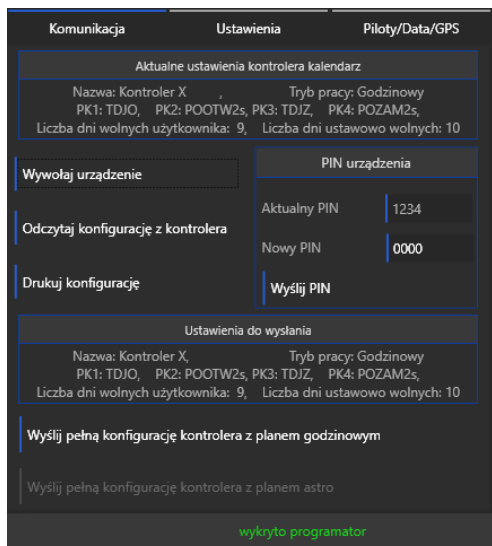 Komunikacja Ustawienia Piloty/Data/GPS
Aktualne ustawienia kontrolera kalendarz
Nazwa: Kontroler X , Tryb pracy: Godzinowy
PK1: TDJO, PK2: POOTW2s, PK3: TDJZ, PK4: POZAM2s,
Liczba dni wolnych użytkownika: 9, Liczba dni ustawowo wolnych: 10
Wywołaj urządzenie
Odczytaj konfigurację z kontrolera
Drukuj konfigurację
PIN urządzenia
Aktualny PIN 1234
Nowy PIN 0000
Wyślij PIN
Ustawienia do wysłania
Nazwa: Kontroler X, Tryb pracy: Godzinowy
PK1: TDJO, PK2: POOTW2s, PK3: TDJZ, PK4: POZAM2s,
Liczba dni wolnych użytkownika: 9, Liczba dni ustawowo wolnych: 10
Wyślij pełną konfigurację kontrolera z planem godzinowym
Wyślij pełną konfigurację kontrolera z planem astro
wykryto programator